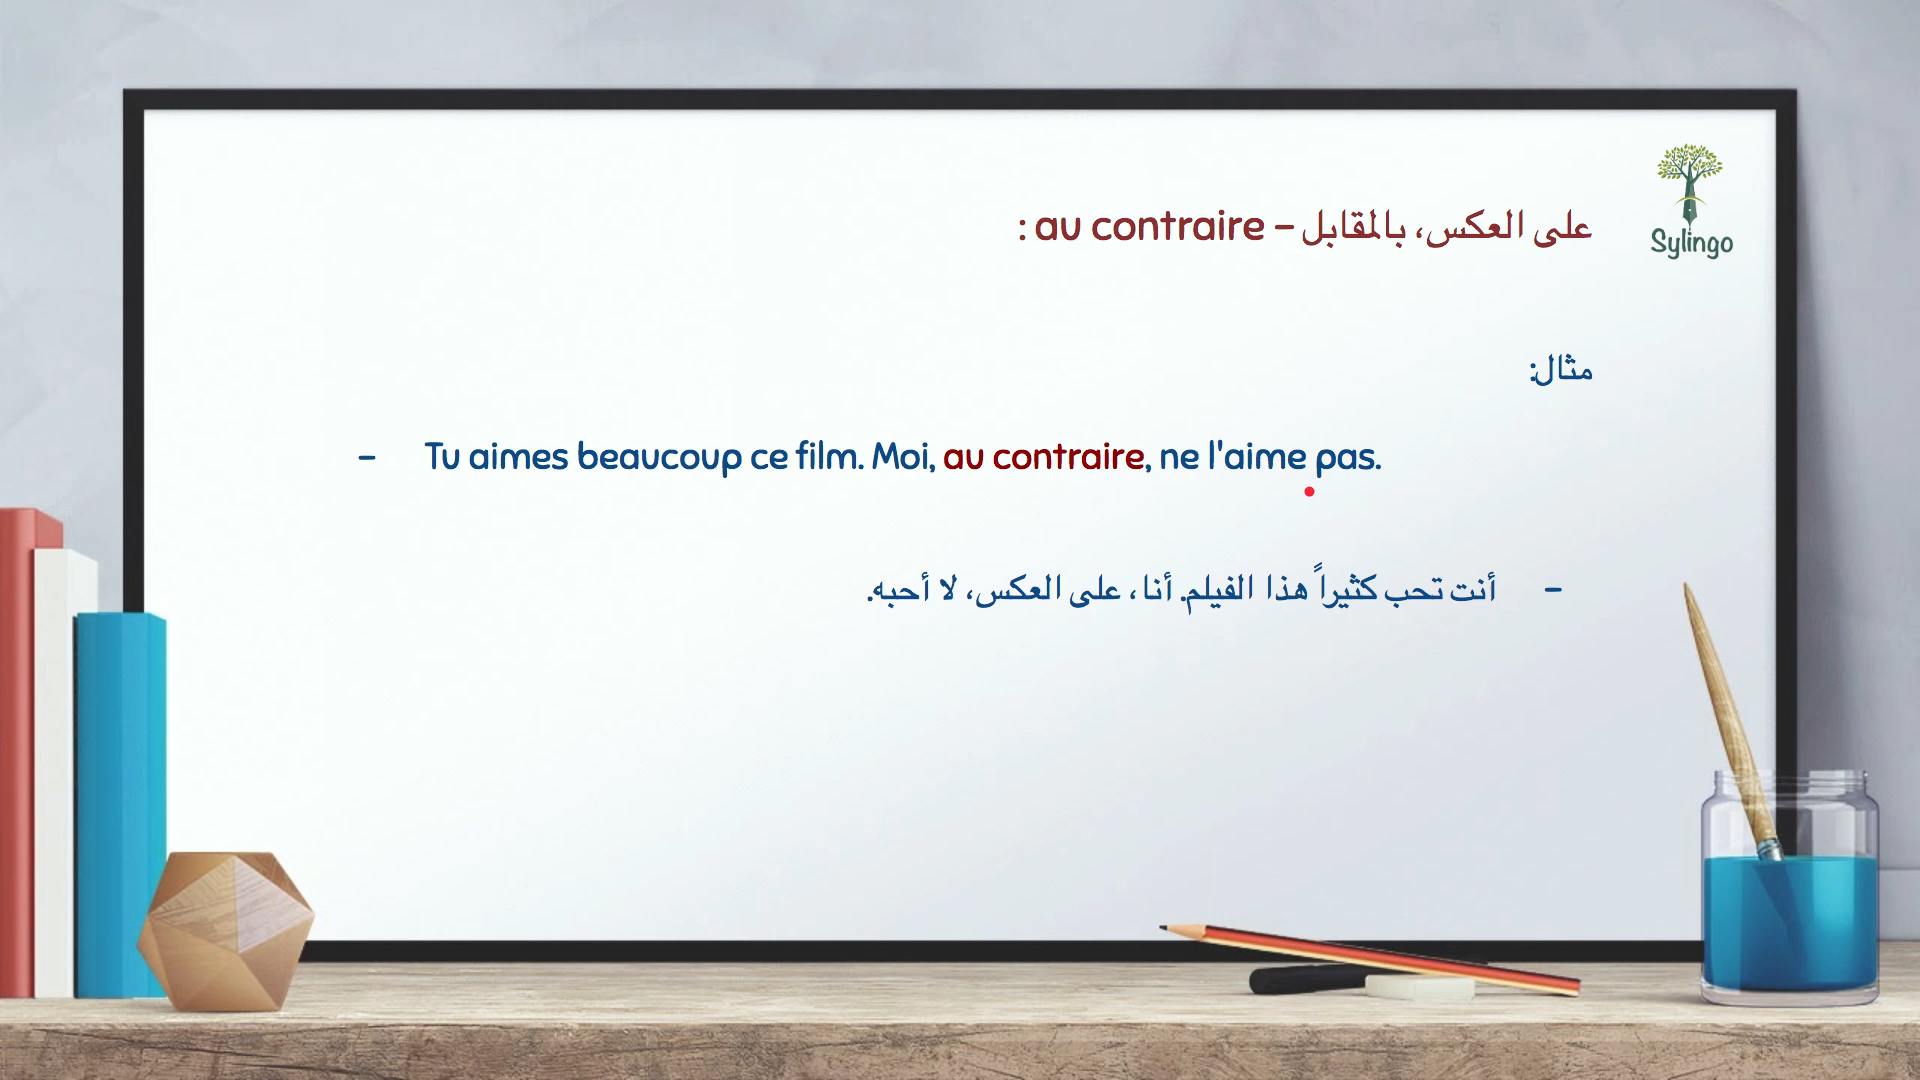 على العكس، بالمقابل – au contraire :
Sylingo
مثال:
- Tu aimes beaucoup ce film. Moi, au contraire, ne l'aime pas.
- أنت تحب كثيراً هذا الفيلم. أنا، على العكس، لا أحبه.